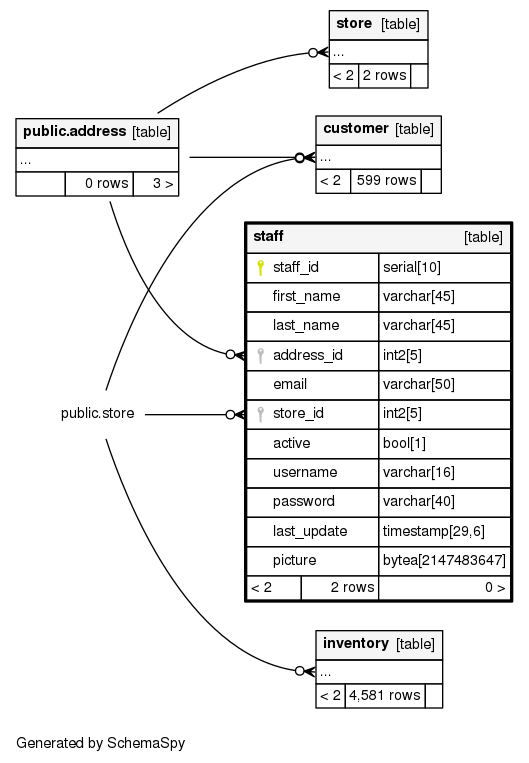 store [table]
...
< 2 2 rows
public.address [table]
...
0 rows 3 >
customer [table]
...
< 2 599 rows
staff [table]
staff_id serial[10]
first_name varchar[45]
last_name varchar[45]
address_id int2[5]
email varchar[50]
store_id int2[5]
active bool[1]
username varchar[16]
password varchar[40]
last_update timestamp[29,6]
picture bytea[2147483647]
< 2 2 rows 0 >
public.store
inventory [table]
...
< 2 4,581 rows
Generated by SchemaSpy